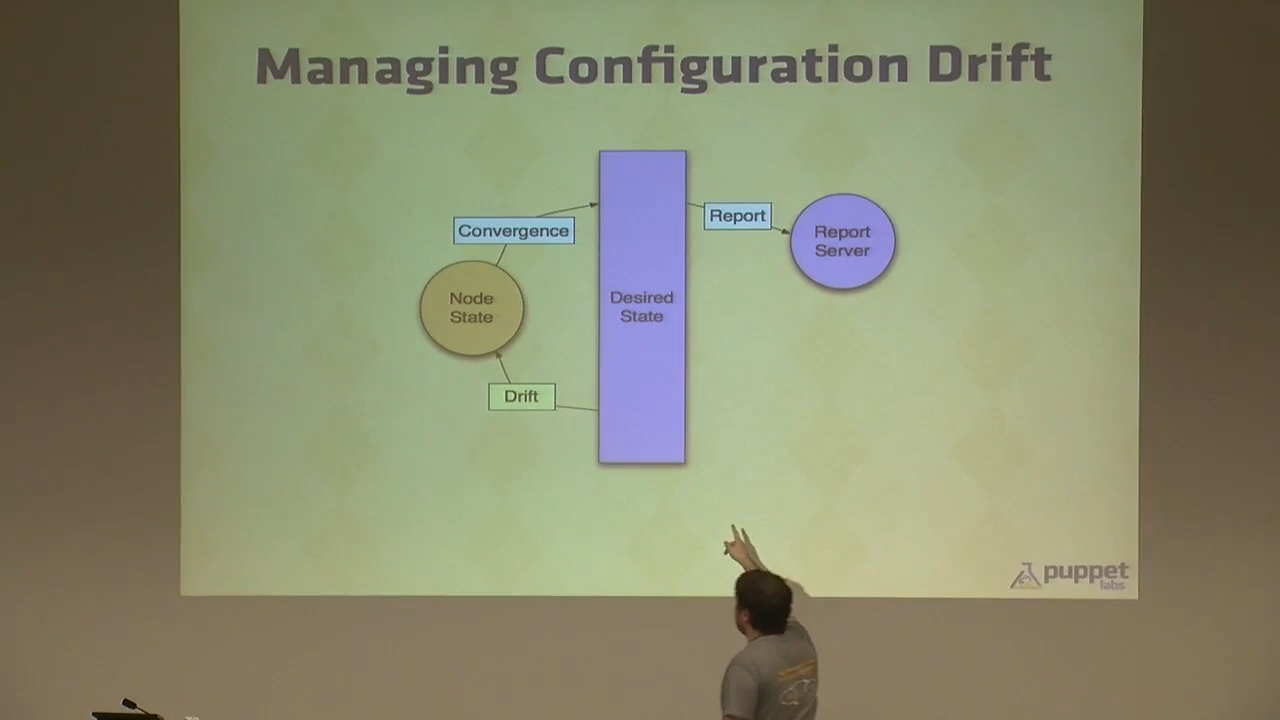 Managing Configuration Drift
Convergence
Report
Report
Server
Node
State
Desired
State
Drift
puppet
labs